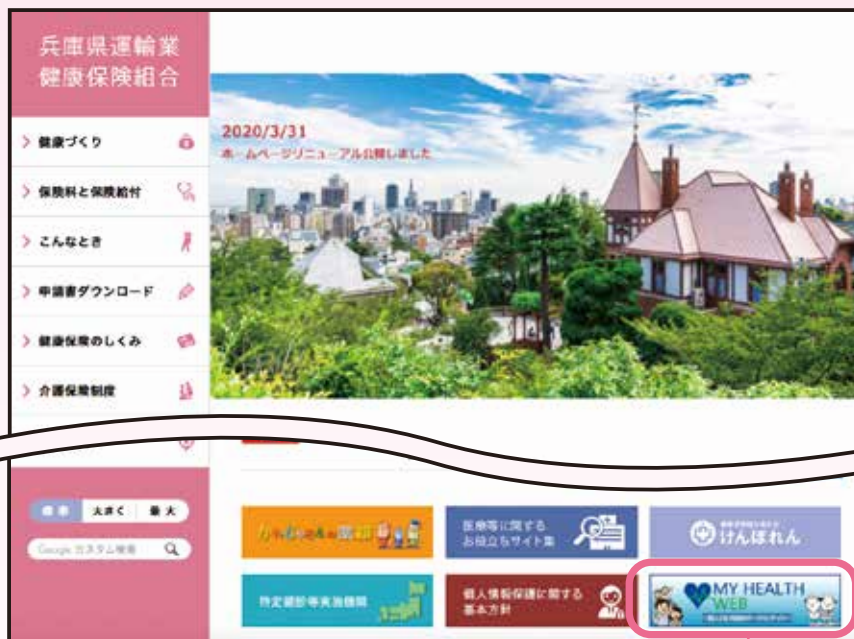 兵庫県運輸業
健康保険組合
健康づくり
保険料と保険給付
こんなとき
申請書ダウンロード
健康保険のしくみ
介護保険制度
2020/3/31
ホームページリニューアル公開しました
標準
大きく
最大
Google カスタム検索
医療等に関する
お役立ちサイト集
けんぽれん
特定健診等実施機関
個人情報保護に関する
基本方針
MY HEALTH
WEB